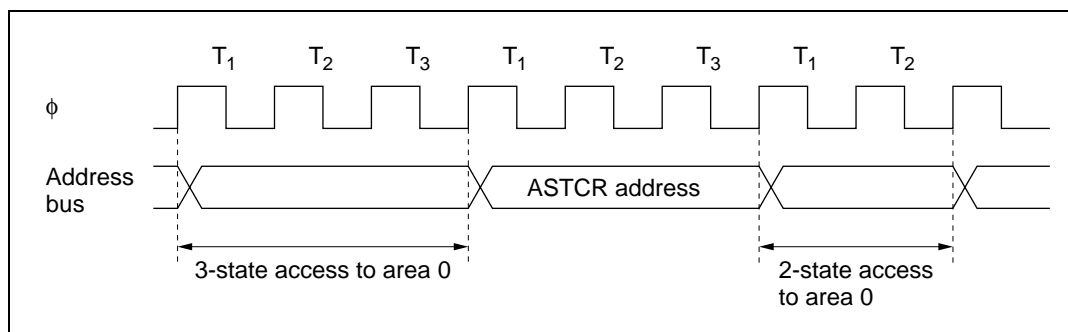 T1 T2 T3 T1 T2 T3 T1 T2
ϕ
Address
bus
ASTCR address
3-state access to area 0
2-state access
to area 0